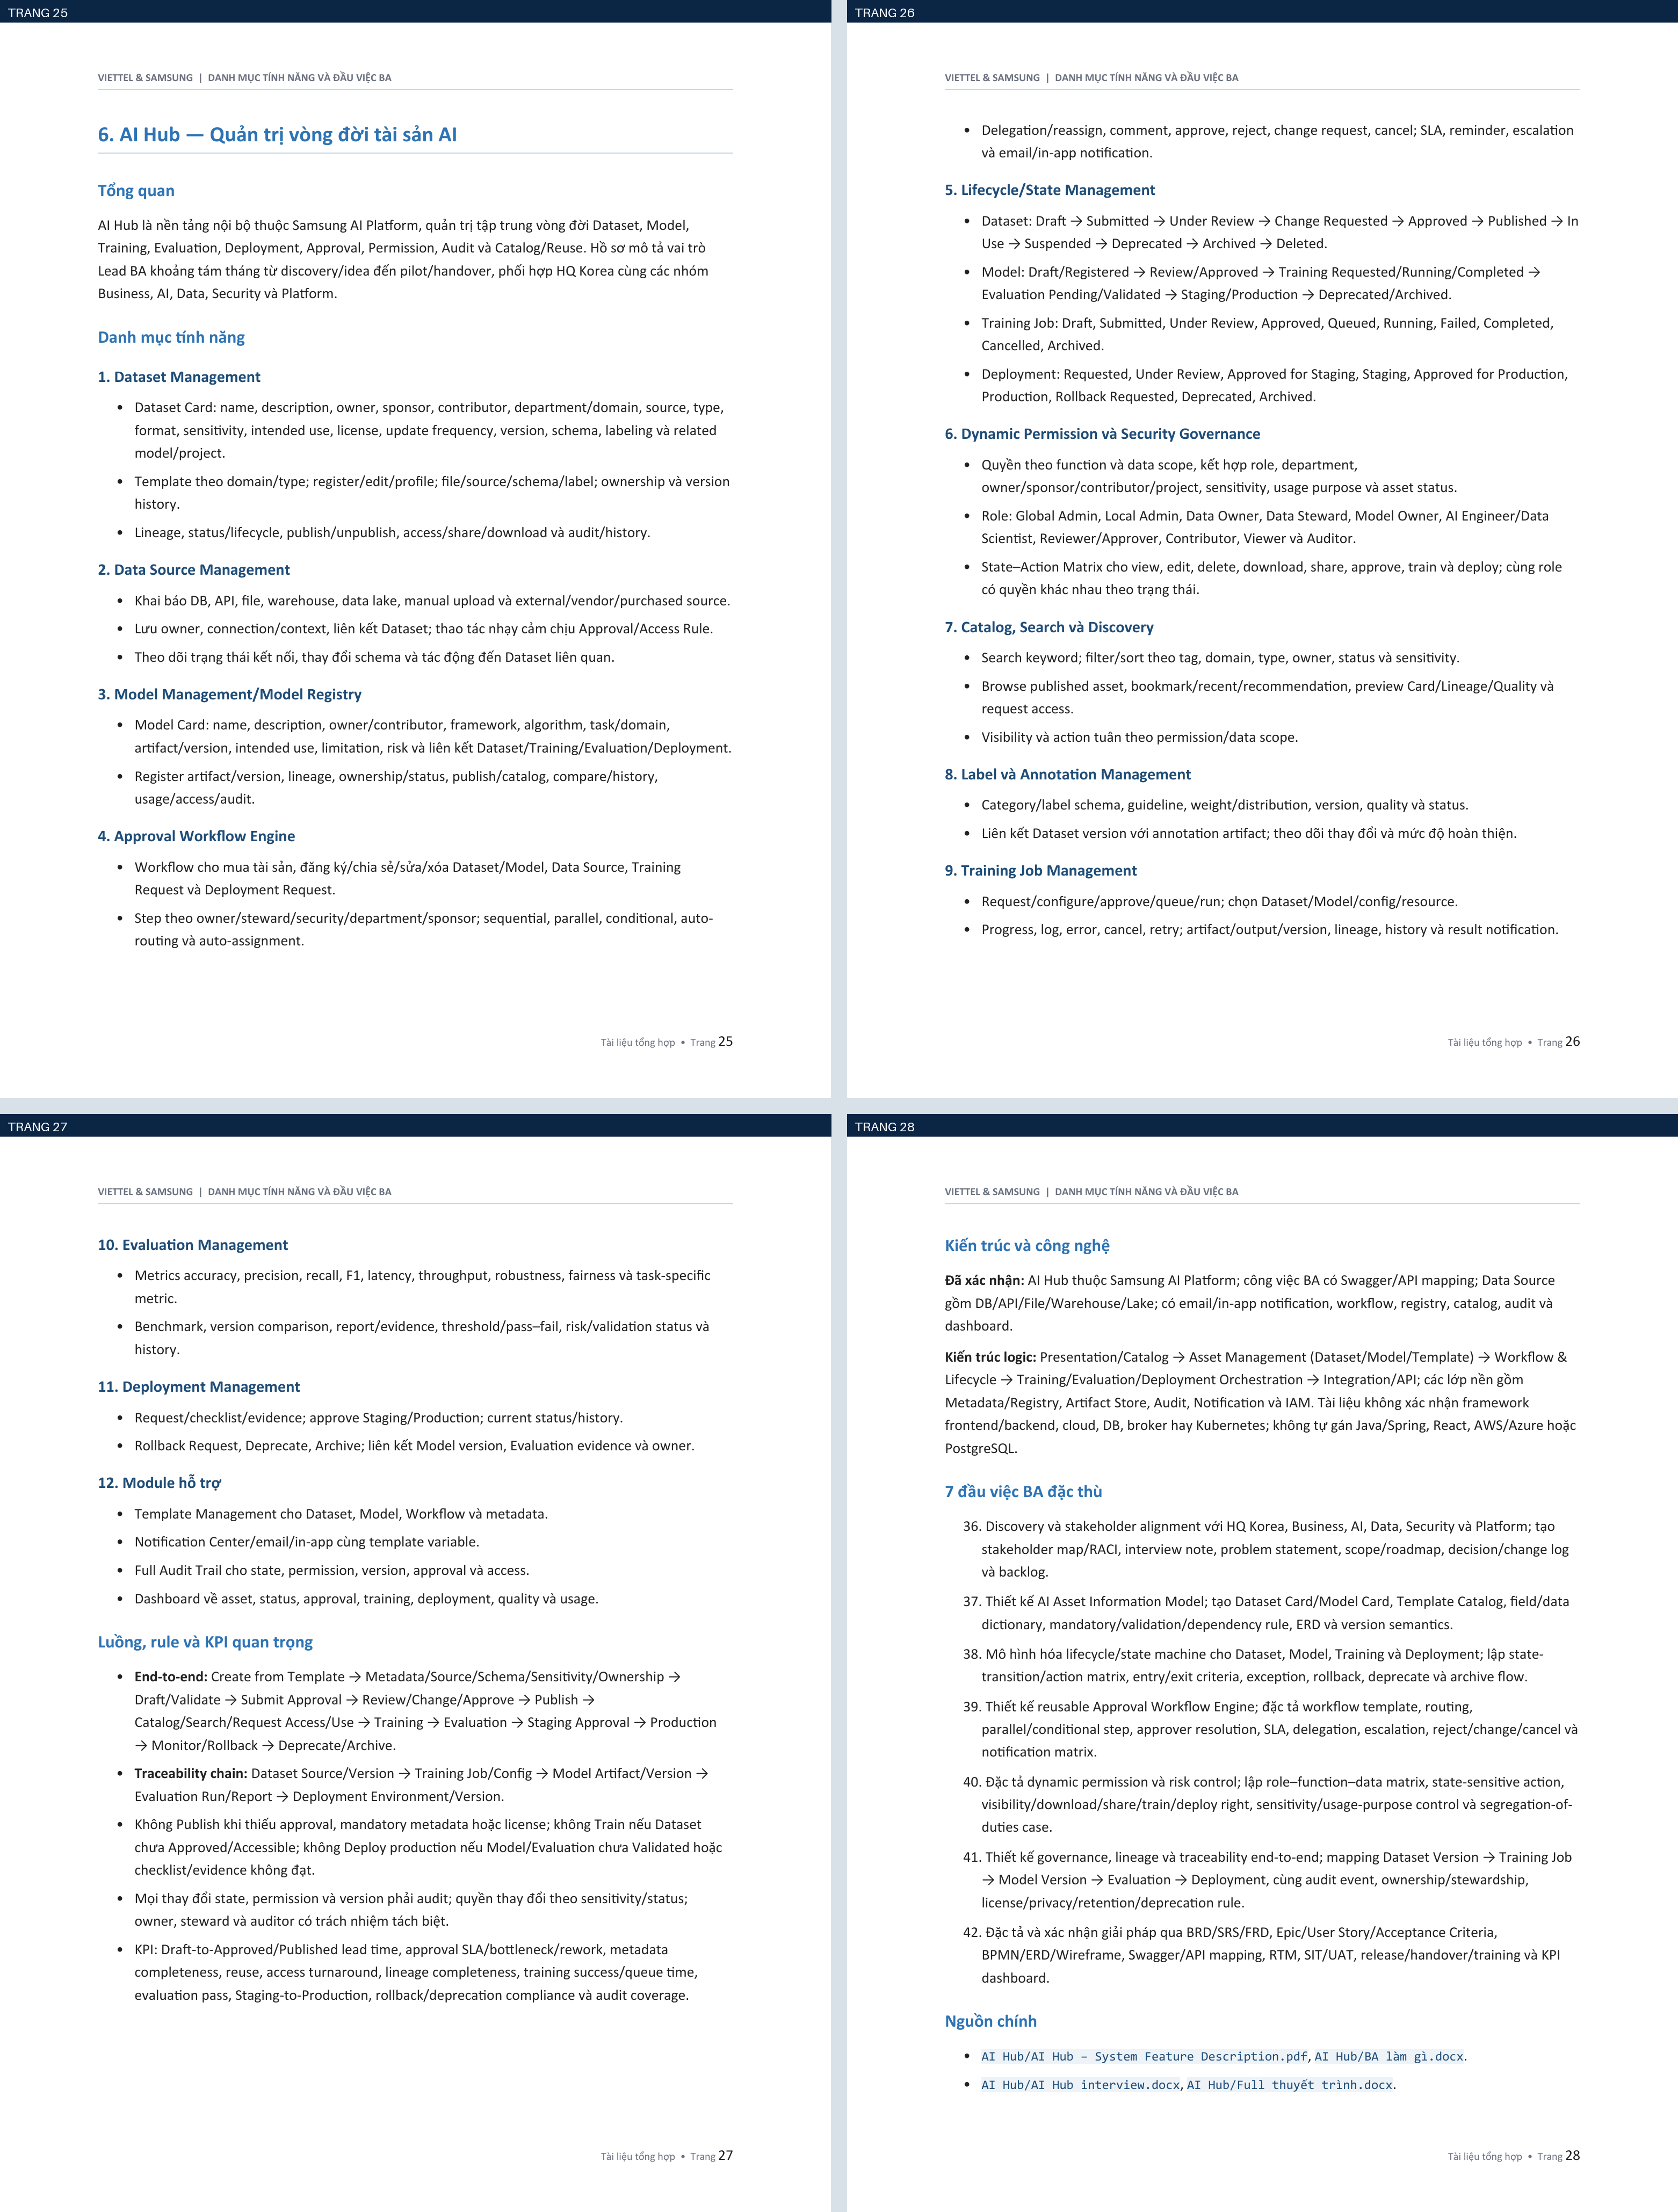 TRANG 25
VIETTEL & SAMSUNG | DANH MỤC TÍNH NĂNG VÀ ĐẦU VIỆC BA
6. AI Hub — Quản trị vòng đời tài sản AI
Tổng quan
AI Hub là nền tảng nội bộ thuộc Samsung AI Platform, quản trị tập trung vòng đời Dataset, Model,
Training, Evaluation, Deployment, Approval, Permission, Audit và Catalog/Reuse. Hồ sơ mô tả vai trò
Lead BA khoảng tám tháng từ discovery/idea đến pilot/handover, phối hợp HQ Korea cùng các nhóm
Business, AI, Data, Security và Platform.
Danh mục tính năng
1. Dataset Management
• Dataset Card: name, description, owner, sponsor, contributor, department/domain, source, type,
format, sensitivity, intended use, license, update frequency, version, schema, labeling và related
model/project.
• Template theo domain/type; register/edit/profile; file/source/schema/label; ownership và version
history.
• Lineage, status/lifecycle, publish/unpublish, access/share/download và audit/history.
2. Data Source Management
• Khai báo DB, API, file, warehouse, data lake, manual upload và external/vendor/purchased source.
• Lưu owner, connection/context, liên kết Dataset; thao tác nhạy cảm chịu Approval/Access Rule.
• Theo dõi trạng thái kết nối, thay đổi schema và tác động đến Dataset liên quan.
3. Model Management/Model Registry
• Model Card: name, description, owner/contributor, framework, algorithm, task/domain,
artifact/version, intended use, limitation, risk và liên kết Dataset/Training/Evaluation/Deployment.
• Register artifact/version, lineage, ownership/status, publish/catalog, compare/history,
usage/access/audit.
4. Approval Workflow Engine
• Workflow cho mua tài sản, đăng ký/chia sẻ/sửa/xóa Dataset/Model, Data Source, Training
Request và Deployment Request.
• Step theo owner/steward/security/department/sponsor; sequential, parallel, conditional, auto-
routing và auto-assignment.
Tài liệu tổng hợp • Trang 25
TRANG 26
VIETTEL & SAMSUNG | DANH MỤC TÍNH NĂNG VÀ ĐẦU VIỆC BA
• Delegation/reassign, comment, approve, reject, change request, cancel; SLA, reminder, escalation
và email/in-app notification.
5. Lifecycle/State Management
• Dataset: Draft → Submitted → Under Review → Change Requested → Approved → Published → In
Use → Suspended → Deprecated → Archived → Deleted.
• Model: Draft/Registered → Review/Approved → Training Requested/Running/Completed →
Evaluation Pending/Validated → Staging/Production → Deprecated/Archived.
• Training Job: Draft, Submitted, Under Review, Approved, Queued, Running, Failed, Completed,
Cancelled, Archived.
• Deployment: Requested, Under Review, Approved for Staging, Staging, Approved for Production,
Production, Rollback Requested, Deprecated, Archived.
6. Dynamic Permission và Security Governance
• Quyền theo function và data scope, kết hợp role, department,
owner/sponsor/contributor/project, sensitivity, usage purpose và asset status.
• Role: Global Admin, Local Admin, Data Owner, Data Steward, Model Owner, AI Engineer/Data
Scientist, Reviewer/Approver, Contributor, Viewer và Auditor.
• State–Action Matrix cho view, edit, delete, download, share, approve, train và deploy; cùng role
có quyền khác nhau theo trạng thái.
7. Catalog, Search và Discovery
• Search keyword; filter/sort theo tag, domain, type, owner, status và sensitivity.
• Browse published asset, bookmark/recent/recommendation, preview Card/Lineage/Quality và
request access.
• Visibility và action tuân theo permission/data scope.
8. Label và Annotation Management
• Category/label schema, guideline, weight/distribution, version, quality và status.
• Liên kết Dataset version với annotation artifact; theo dõi thay đổi và mức độ hoàn thiện.
9. Training Job Management
• Request/configure/approve/queue/run; chọn Dataset/Model/config/resource.
• Progress, log, error, cancel, retry; artifact/output/version, lineage, history và result notification.
Tài liệu tổng hợp • Trang 26
TRANG 27
VIETTEL & SAMSUNG | DANH MỤC TÍNH NĂNG VÀ ĐẦU VIỆC BA
10. Evaluation Management
• Metrics accuracy, precision, recall, F1, latency, throughput, robustness, fairness và task-specific
metric.
• Benchmark, version comparison, report/evidence, threshold/pass–fail, risk/validation status và
history.
11. Deployment Management
• Request/checklist/evidence; approve Staging/Production; current status/history.
• Rollback Request, Deprecate, Archive; liên kết Model version, Evaluation evidence và owner.
12. Module hỗ trợ
• Template Management cho Dataset, Model, Workflow và metadata.
• Notification Center/email/in-app cùng template variable.
• Full Audit Trail cho state, permission, version, approval và access.
• Dashboard về asset, status, approval, training, deployment, quality và usage.
Luồng, rule và KPI quan trọng
• End-to-end: Create from Template → Metadata/Source/Schema/Sensitivity/Ownership →
Draft/Validate → Submit Approval → Review/Change/Approve → Publish →
Catalog/Search/Request Access/Use → Training → Evaluation → Staging Approval → Production
→ Monitor/Rollback → Deprecate/Archive.
• Traceability chain: Dataset Source/Version → Training Job/Config → Model Artifact/Version →
Evaluation Run/Report → Deployment Environment/Version.
• Không Publish khi thiếu approval, mandatory metadata hoặc license; không Train nếu Dataset
chưa Approved/Accessible; không Deploy production nếu Model/Evaluation chưa Validated hoặc
checklist/evidence không đạt.
• Mọi thay đổi state, permission và version phải audit; quyền thay đổi theo sensitivity/status;
owner, steward và auditor có trách nhiệm tách biệt.
• KPI: Draft-to-Approved/Published lead time, approval SLA/bottleneck/rework, metadata
completeness, reuse, access turnaround, lineage completeness, training success/queue time,
evaluation pass, Staging-to-Production, rollback/deprecation compliance và audit coverage.
Tài liệu tổng hợp • Trang 27
TRANG 28
VIETTEL & SAMSUNG | DANH MỤC TÍNH NĂNG VÀ ĐẦU VIỆC BA
Kiến trúc và công nghệ
Đã xác nhận: AI Hub thuộc Samsung AI Platform; công việc BA có Swagger/API mapping; Data Source
gồm DB/API/File/Warehouse/Lake; có email/in-app notification, workflow, registry, catalog, audit và
dashboard.
Kiến trúc logic: Presentation/Catalog → Asset Management (Dataset/Model/Template) → Workflow &
Lifecycle → Training/Evaluation/Deployment Orchestration → Integration/API; các lớp nền gồm
Metadata/Registry, Artifact Store, Audit, Notification và IAM. Tài liệu không xác nhận framework
frontend/backend, cloud, DB, broker hay Kubernetes; không tự gán Java/Spring, React, AWS/Azure hoặc
PostgreSQL.
7 đầu việc BA đặc thù
36. Discovery và stakeholder alignment với HQ Korea, Business, AI, Data, Security và Platform; tạo
stakeholder map/RACI, interview note, problem statement, scope/roadmap, decision/change log
và backlog.
37. Thiết kế AI Asset Information Model; tạo Dataset Card/Model Card, Template Catalog, field/data
dictionary, mandatory/validation/dependency rule, ERD và version semantics.
38. Mô hình hóa lifecycle/state machine cho Dataset, Model, Training và Deployment; lập state-
transition/action matrix, entry/exit criteria, exception, rollback, deprecate và archive flow.
39. Thiết kế reusable Approval Workflow Engine; đặc tả workflow template, routing,
parallel/conditional step, approver resolution, SLA, delegation, escalation, reject/change/cancel và
notification matrix.
40. Đặc tả dynamic permission và risk control; lập role–function–data matrix, state-sensitive action,
visibility/download/share/train/deploy right, sensitivity/usage-purpose control và segregation-of-
duties case.
41. Thiết kế governance, lineage và traceability end-to-end; mapping Dataset Version → Training Job
→ Model Version → Evaluation → Deployment, cùng audit event, ownership/stewardship,
license/privacy/retention/deprecation rule.
42. Đặc tả và xác nhận giải pháp qua BRD/SRS/FRD, Epic/User Story/Acceptance Criteria,
BPMN/ERD/Wireframe, Swagger/API mapping, RTM, SIT/UAT, release/handover/training và KPI
dashboard.
Nguồn chính
• AI Hub/AI Hub – System Feature Description.pdf, AI Hub/BA làm gì.docx.
• AI Hub/AI Hub interview.docx, AI Hub/Full thuyết trình.docx.
Tài liệu tổng hợp • Trang 28